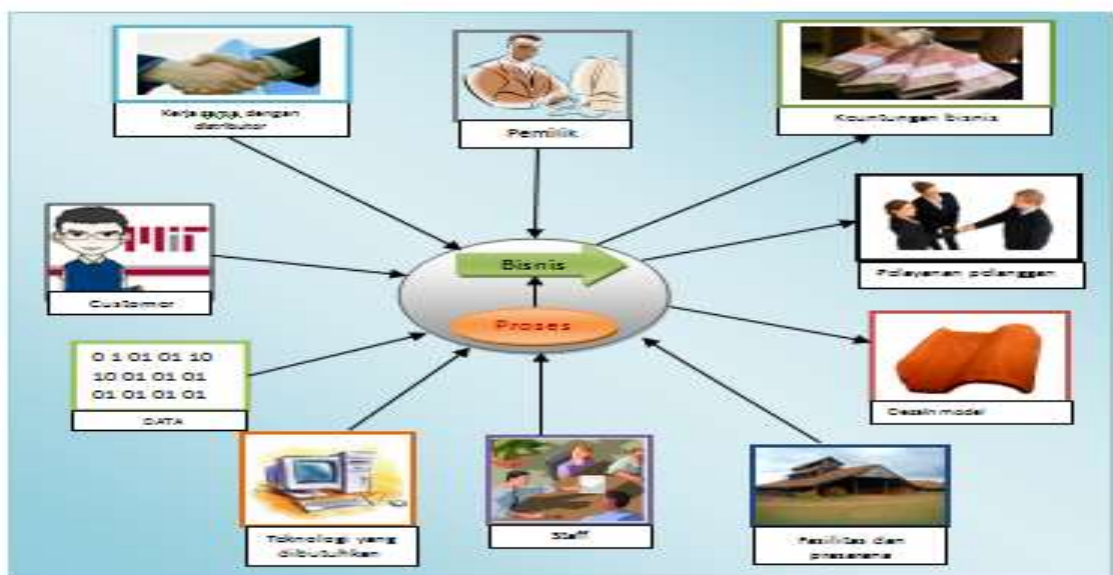 Kerja sama dengan
distributor
Pemilik
Keuntungan bisnis
Customer
MIT
Bisnis
Proses
Pelayanan pelanggan
0 1 01 01 10
10 01 01 01
01 01 01 01
DATA
Desain model
Teknologi yang
dibutuhkan
Staff
Fasilitas dan
prasarana